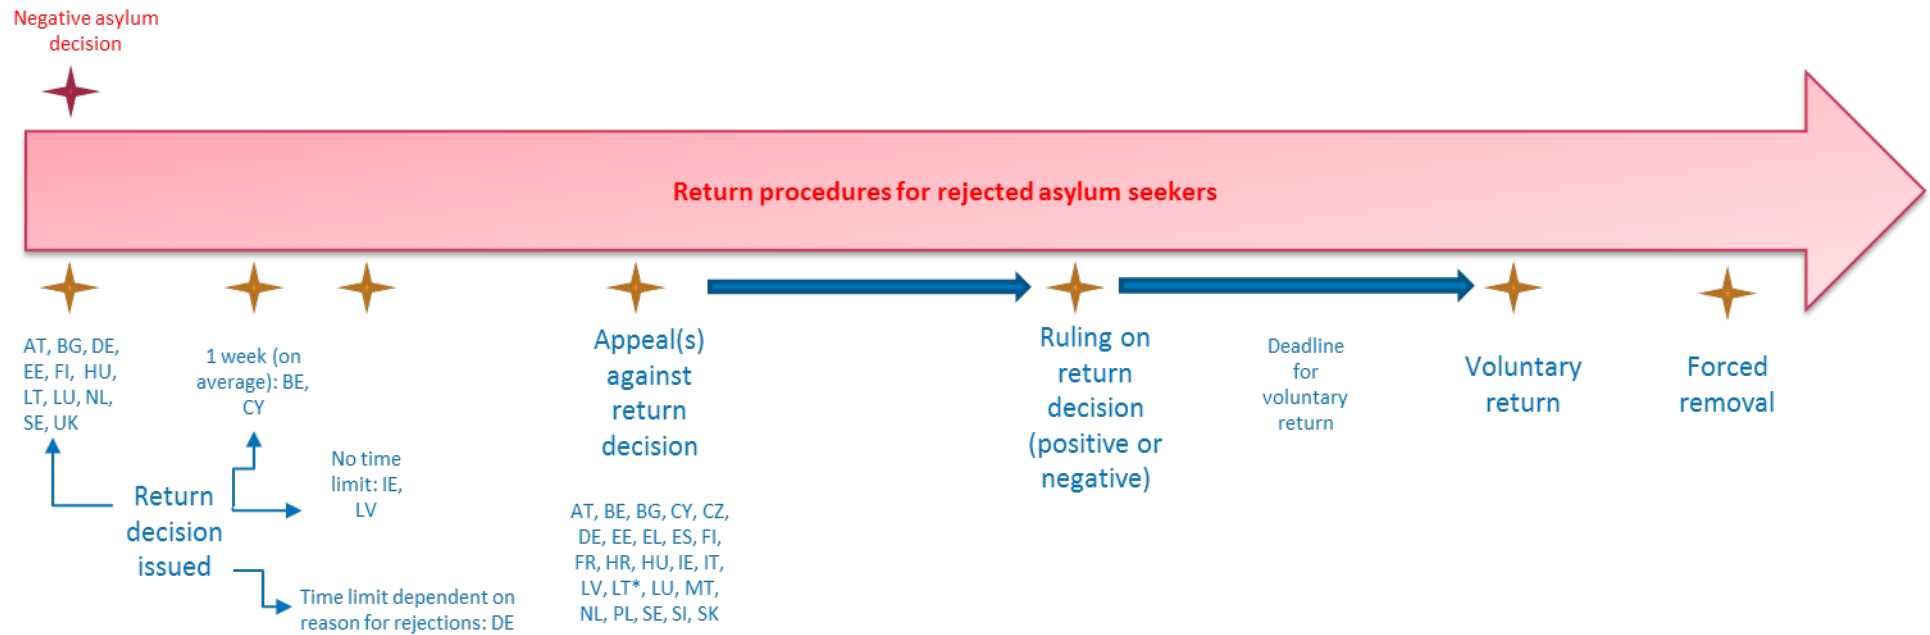 Negative asylum
decision
Return procedures for rejected asylum seekers
AT, BG, DE,
EE, FI, HU,
LT, LU, NL,
SE, UK
1 week (on
average): BE,
CY
No time
limit: IE,
LV
Return
decision
issued
Time limit dependent on
reason for rejections: DE
Appeal(s)
against
return
decision
AT, BE, BG, CY, CZ,
DE, EE, EL, ES, FI,
FR, HR, HU, IE, IT,
LV, LT*, LU, MT,
NL, PL, SE, SI, SK
Ruling on
return
decision
(positive or
negative)
Deadline
for
voluntary
return
Voluntary
return
Forced
removal